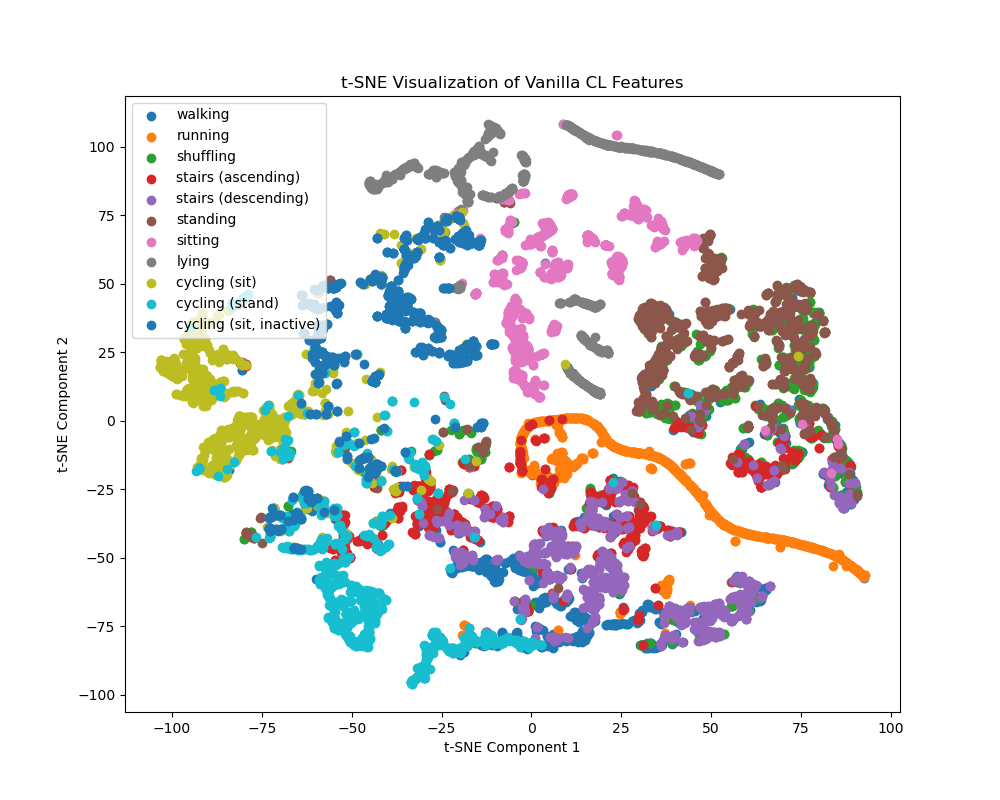 t-SNE Visualization of Vanilla CL Features
walking
running
shuffling
stairs (ascending)
stairs (descending)
standing
sitting
lying
cycling (sit)
cycling (stand)
cycling (sit, inactive)
100
75
50
25
0
−25
−50
−75
−100
t-SNE Component 2
−100
−75
−50
−25
0
25
50
75
100
t-SNE Component 1